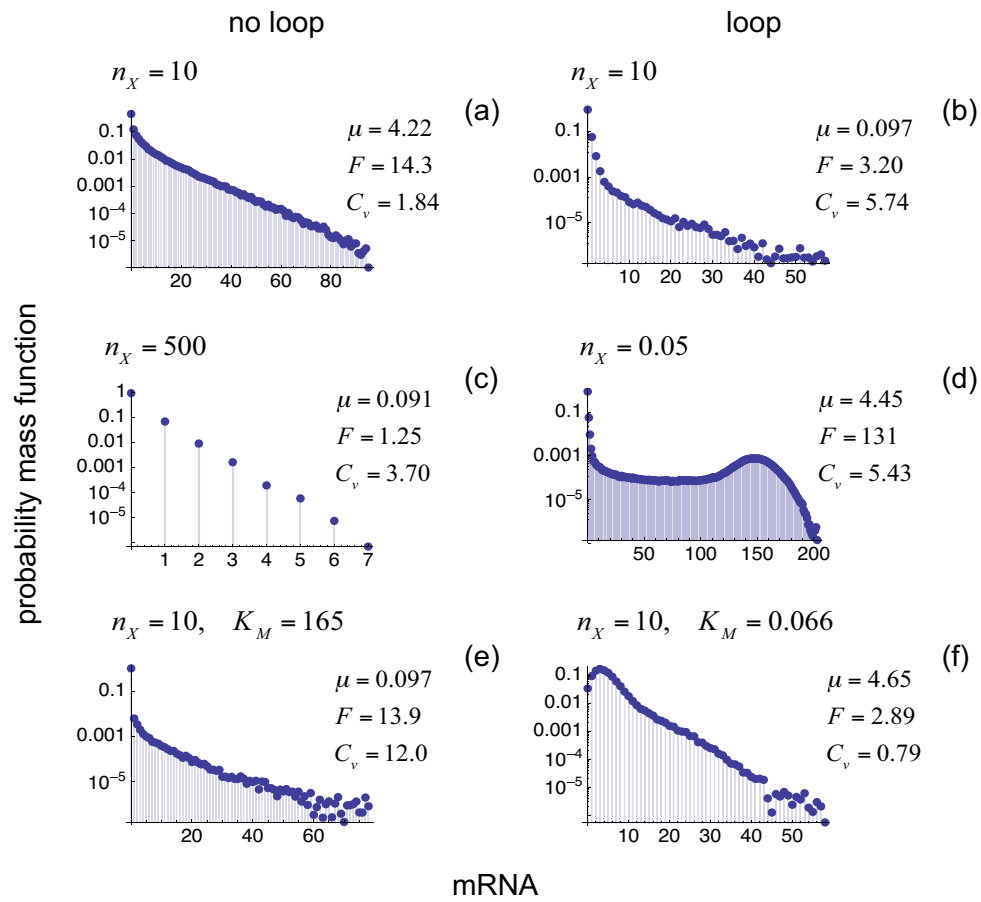 no loop
loop
n_X = 10
(a)
μ = 4.22
F = 14.3
C_v = 1.84
0.1
0.01
0.001
10^-4
10^-5
20 40 60 80
n_X = 10
(b)
μ = 0.097
F = 3.20
C_v = 5.74
0.1
0.001
10^-5
10 20 30 40 50
probability mass function
n_X = 500
(c)
μ = 0.091
F = 1.25
C_v = 3.70
1
0.1
0.01
0.001
10^-4
10^-5
1 2 3 4 5 6 7
n_X = 0.05
(d)
μ = 4.45
F = 131
C_v = 5.43
0.1
0.001
10^-5
50 100 150 200
n_X = 10, K_M = 165
(e)
μ = 0.097
F = 13.9
C_v = 12.0
0.1
0.001
10^-5
20 40 60
n_X = 10, K_M = 0.066
(f)
μ = 4.65
F = 2.89
C_v = 0.79
0.1
0.01
0.001
10^-4
10^-5
10 20 30 40 50
mRNA